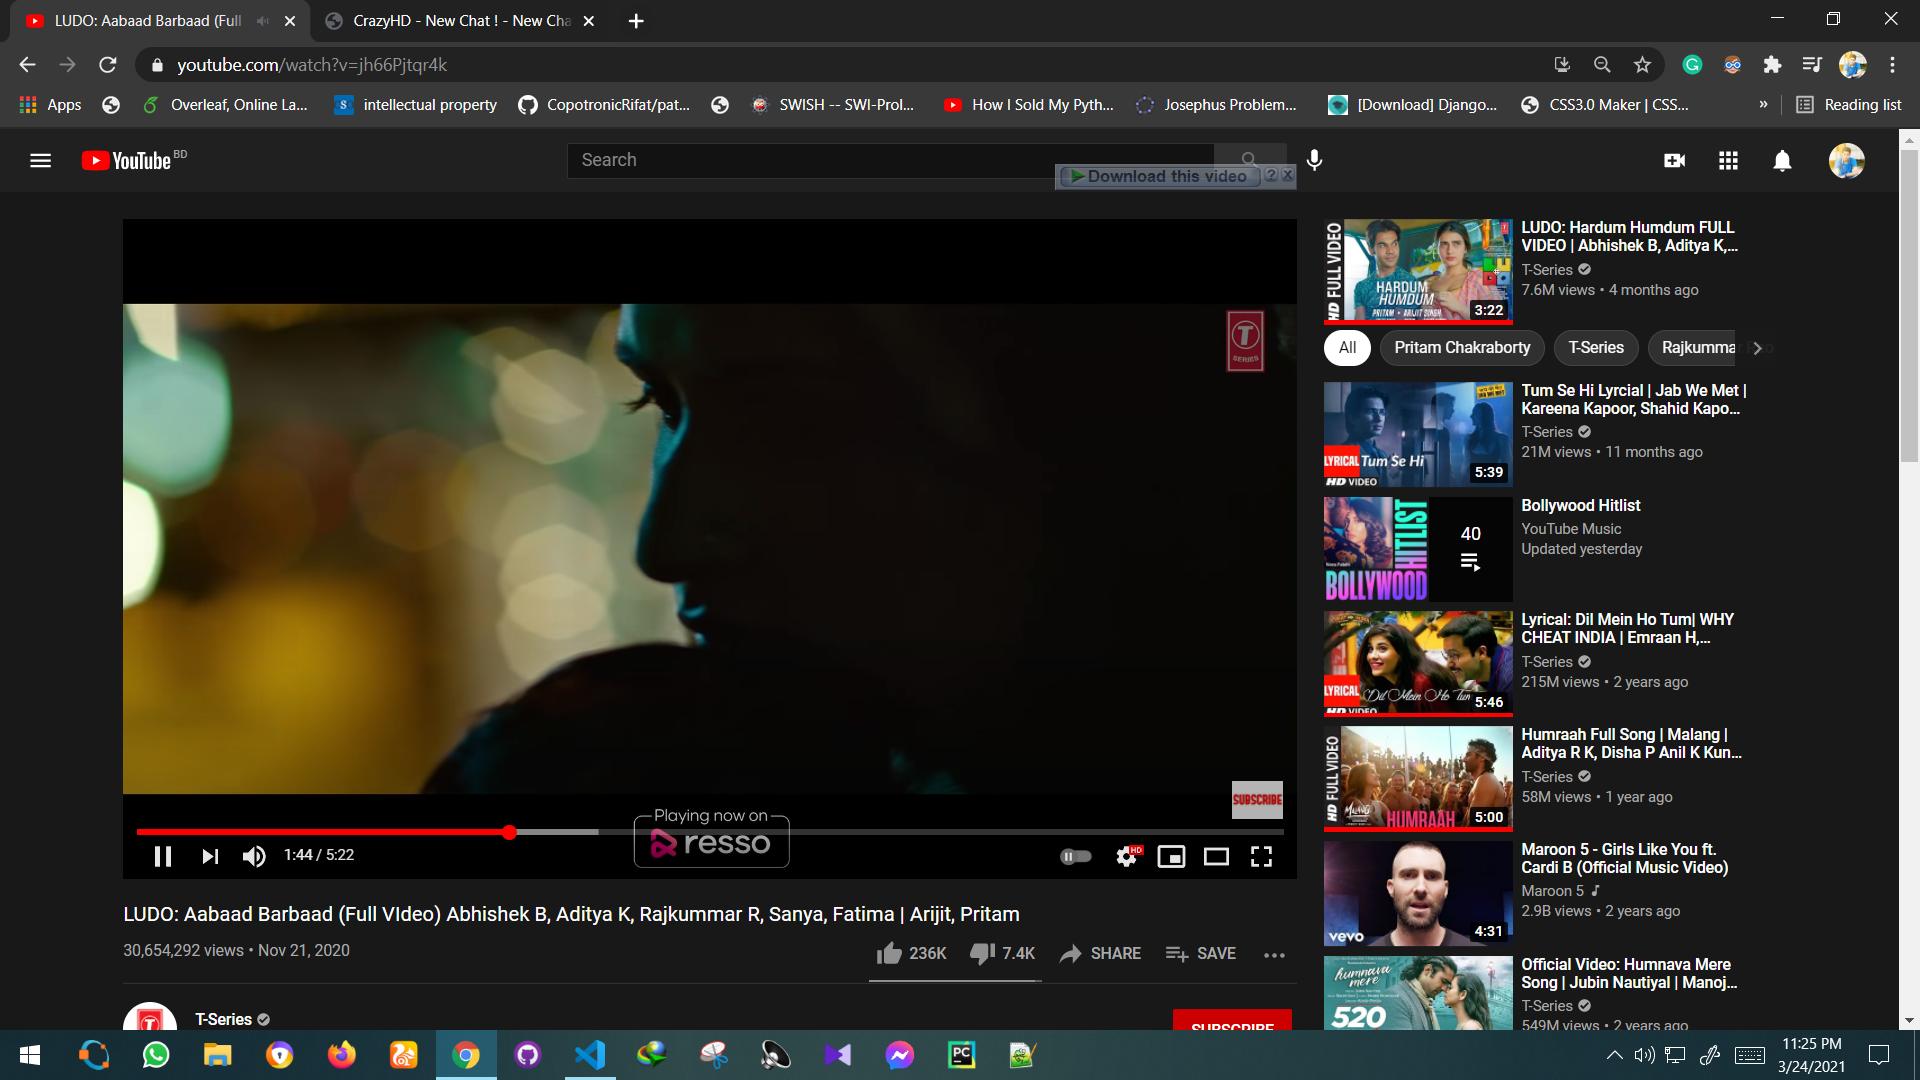 LUDO: Aabaad Barbaad (Full
CrazyHD - New Chat ! - New Cha
youtube.com/watch?v=jh66Pjtqr4k
Apps
Overleaf, Online La...
intellectual property
CopotronicRifat/pat...
SWISH -- SWI-Prol...
How I Sold My Pyth...
Josephus Problem...
[Download] Django...
CSS3.0 Maker | CSS...
»
Reading list
YouTube BD
Search
Download this video ? X
T
SERIES
SUBSCRIBE
Playing now on
resso
1:44 / 5:22
HD
LUDO: Aabaad Barbaad (Full VIdeo) Abhishek B, Aditya K, Rajkummar R, Sanya, Fatima | Arijit, Pritam
30,654,292 views • Nov 21, 2020
236K
7.4K
SHARE
SAVE
T-Series
SUBSCRIBE
HD FULL VIDEO
HARDUM
HUMDUM
PRITAM • ARIJIT SINGH
3:22
LUDO: Hardum Humdum FULL
VIDEO | Abhishek B, Aditya K,...
T-Series
7.6M views • 4 months ago
All
Pritam Chakraborty
T-Series
Rajkummar
LYRICAL Tum Se Hi
HD VIDEO
5:39
Tum Se Hi Lyrcial | Jab We Met |
Kareena Kapoor, Shahid Kapo...
T-Series
21M views • 11 months ago
BOLLYWOOD
HITLIST
40
Bollywood Hitlist
YouTube Music
Updated yesterday
LYRICAL Dil Mein Ho Tum
HD VIDEO
5:46
Lyrical: Dil Mein Ho Tum| WHY
CHEAT INDIA | Emraan H,...
T-Series
215M views • 2 years ago
HD FULL VIDEO
MALANG
HUMRAAH
5:00
Humraah Full Song | Malang |
Aditya R K, Disha P Anil K Kun...
T-Series
58M views • 1 year ago
vevo
4:31
Maroon 5 - Girls Like You ft.
Cardi B (Official Music Video)
Maroon 5
2.9B views • 2 years ago
humnava
mere
520
Official Video: Humnava Mere
Song | Jubin Nautiyal | Manoj...
T-Series
549M views • 2 years ago
PC
11:25 PM
3/24/2021